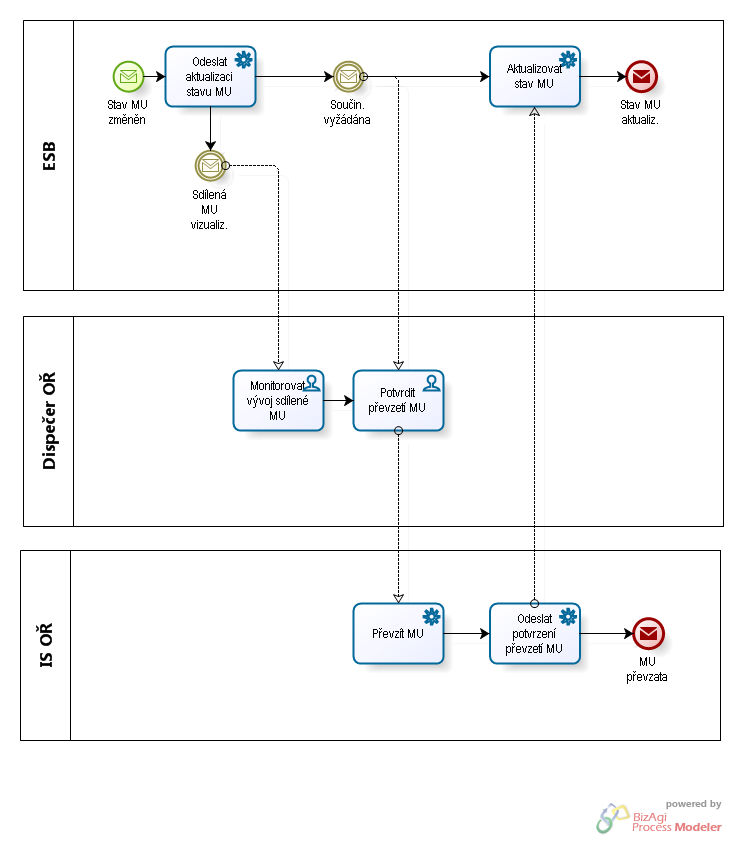 ESB
Stav MU
změněn
Odeslat
aktualizaci
stavu MU
Součin.
vyžádána
Aktualizovat
stav MU
Stav MU
aktualiz.
Sdílená
MU
vizualiz.
Dispečer OŘ
Monitorovat
vývoj sdílené
MU
Potvrdit
převzetí MU
IS OŘ
Převzít MU
Odeslat
potvrzení
převzetí MU
MU
převzata
powered by
BizAgi
Process Modeler